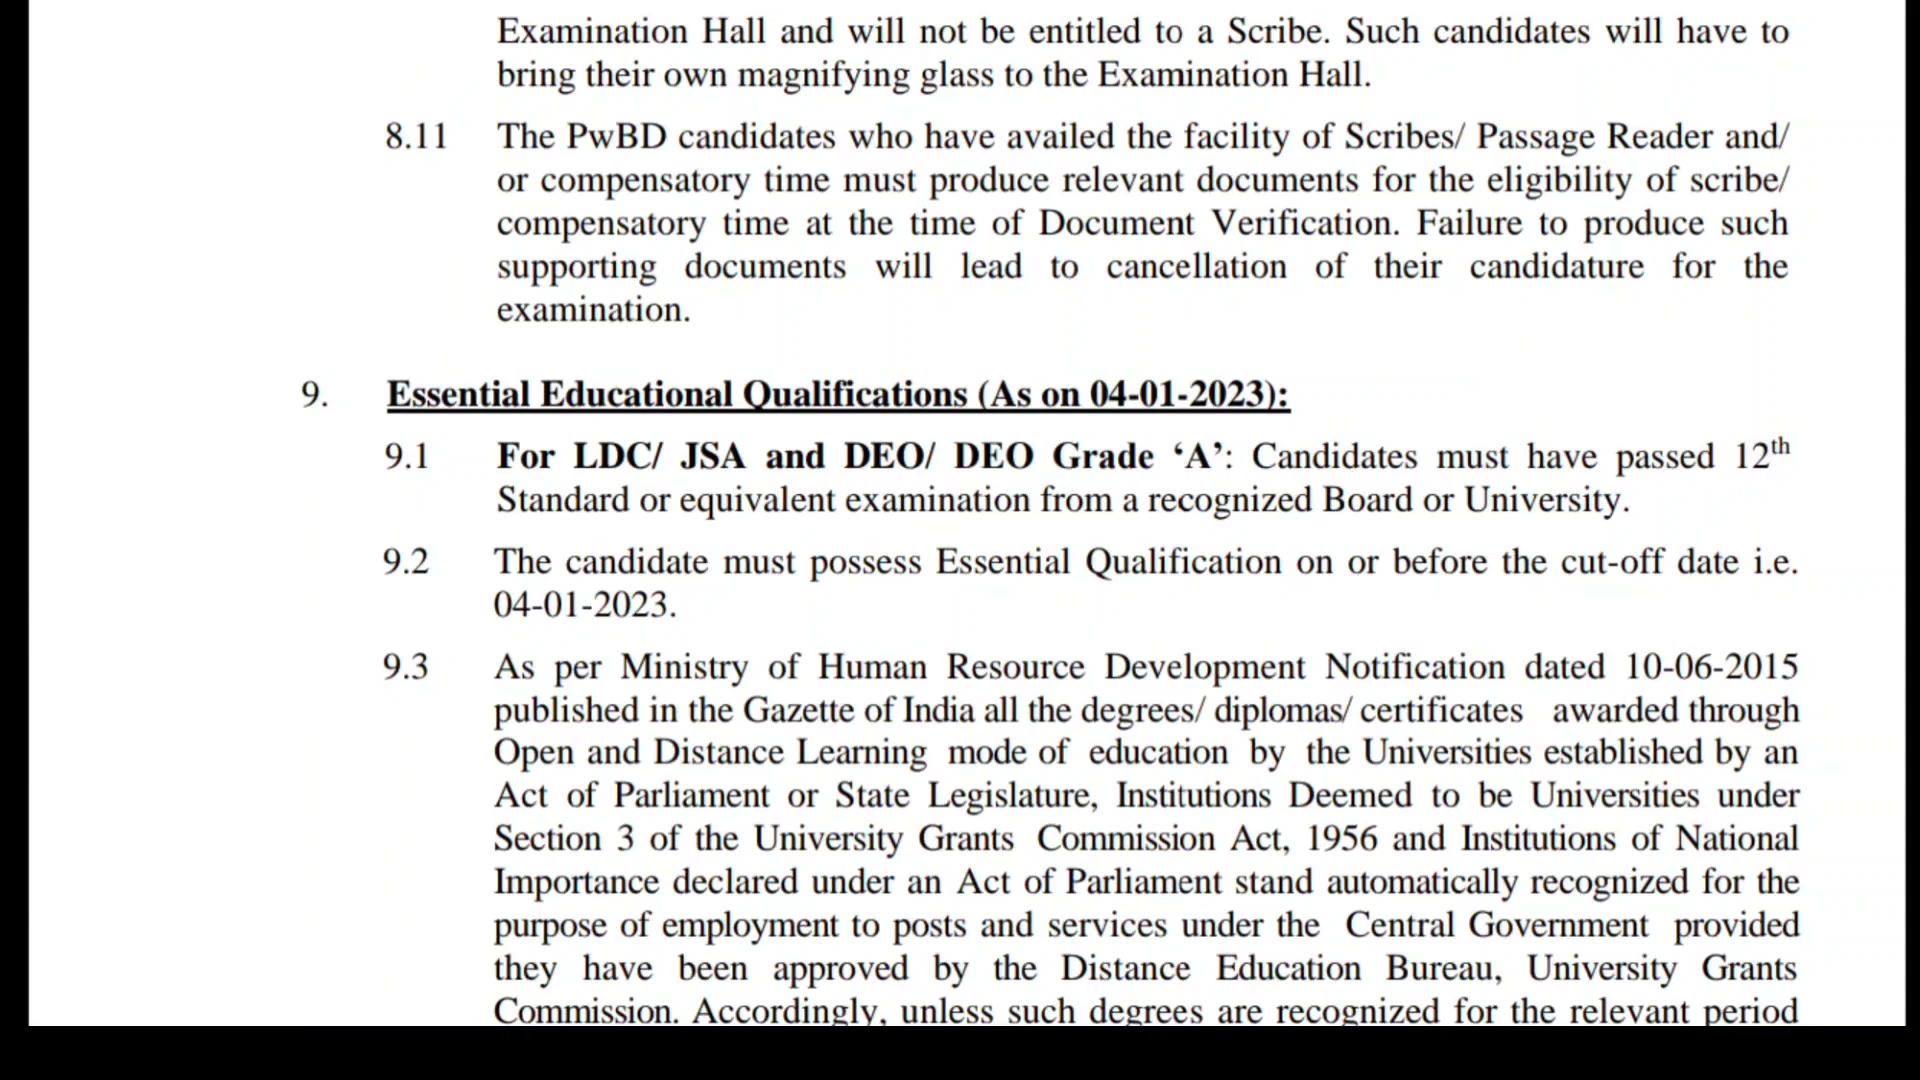 Examination Hall and will not be entitled to a Scribe. Such candidates will have to
bring their own magnifying glass to the Examination Hall.
8.11 The PwBD candidates who have availed the facility of Scribes/ Passage Reader and/
or compensatory time must produce relevant documents for the eligibility of scribe/
compensatory time at the time of Document Verification. Failure to produce such
supporting documents will lead to cancellation of their candidature for the
examination.
9. Essential Educational Qualifications (As on 04-01-2023):
9.1 For LDC/ JSA and DEO/ DEO Grade ‘A’: Candidates must have passed 12th
Standard or equivalent examination from a recognized Board or University.
9.2 The candidate must possess Essential Qualification on or before the cut-off date i.e.
04-01-2023.
9.3 As per Ministry of Human Resource Development Notification dated 10-06-2015
published in the Gazette of India all the degrees/ diplomas/ certificates awarded through
Open and Distance Learning mode of education by the Universities established by an
Act of Parliament or State Legislature, Institutions Deemed to be Universities under
Section 3 of the University Grants Commission Act, 1956 and Institutions of National
Importance declared under an Act of Parliament stand automatically recognized for the
purpose of employment to posts and services under the Central Government provided
they have been approved by the Distance Education Bureau, University Grants
Commission. Accordingly, unless such degrees are recognized for the relevant period